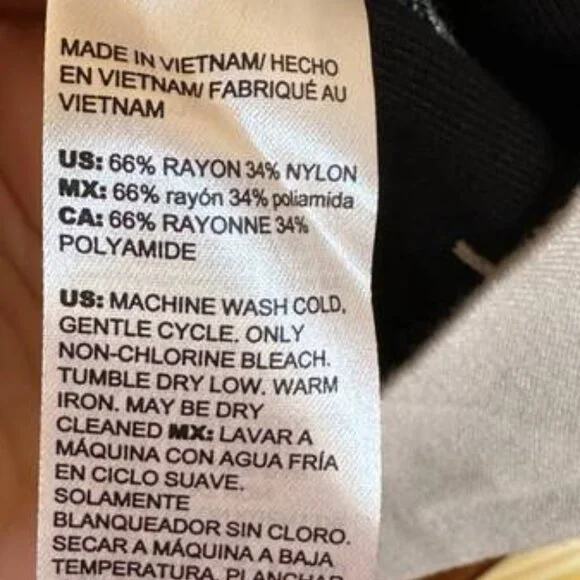 MADE IN VIETNAM/ HECHO
EN VIETNAM/ FABRIQUÉ AU
VIETNAM
US: 66% RAYON 34% NYLON
MX: 66% rayón 34% poliamida
CA: 66% RAYONNE 34%
POLYAMIDE
US: MACHINE WASH COLD,
GENTLE CYCLE. ONLY
NON-CHLORINE BLEACH.
TUMBLE DRY LOW. WARM
IRON. MAY BE DRY
CLEANED MX: LAVAR A
MÁQUINA CON AGUA FRÍA
EN CICLO SUAVE.
SOLAMENTE
BLANQUEADOR SIN CLORO.
SECAR A MÁQUINA A BAJA
TEMPERATURA. PLANCHAR